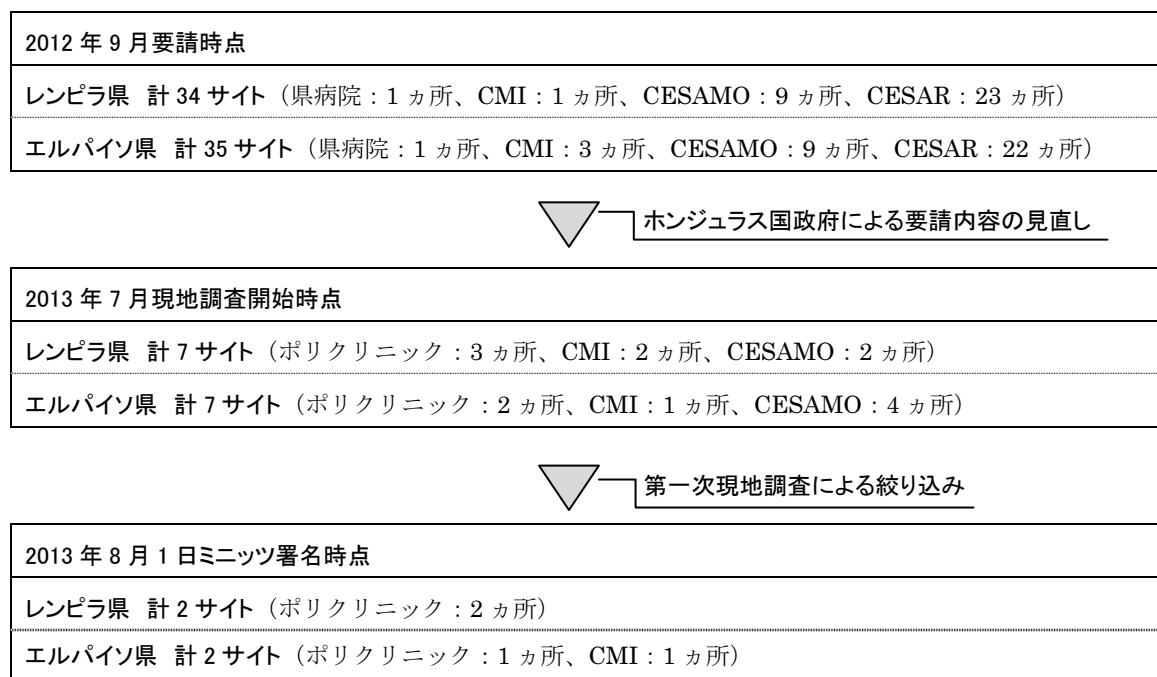 2012 年 9 月要請時点
レンピラ県 計 34 サイト（県病院：1 ヵ所、CMI：1 ヵ所、CESAMO：9 ヵ所、CESAR：23 ヵ所）
エルパイソ県 計 35 サイト（県病院：1 ヵ所、CMI：3 ヵ所、CESAMO：9 ヵ所、CESAR：22 ヵ所）
ホンジュラス国政府による要請内容の見直し
2013 年 7 月現地調査開始時点
レンピラ県 計 7 サイト（ポリクリニック：3 ヵ所、CMI：2 ヵ所、CESAMO：2 ヵ所）
エルパイソ県 計 7 サイト（ポリクリニック：2 ヵ所、CMI：1 ヵ所、CESAMO：4 ヵ所）
第一次現地調査による絞り込み
2013 年 8 月 1 日ミニッツ署名時点
レンピラ県 計 2 サイト（ポリクリニック：2 ヵ所）
エルパイソ県 計 2 サイト（ポリクリニック：1 ヵ所、CMI：1 ヵ所）